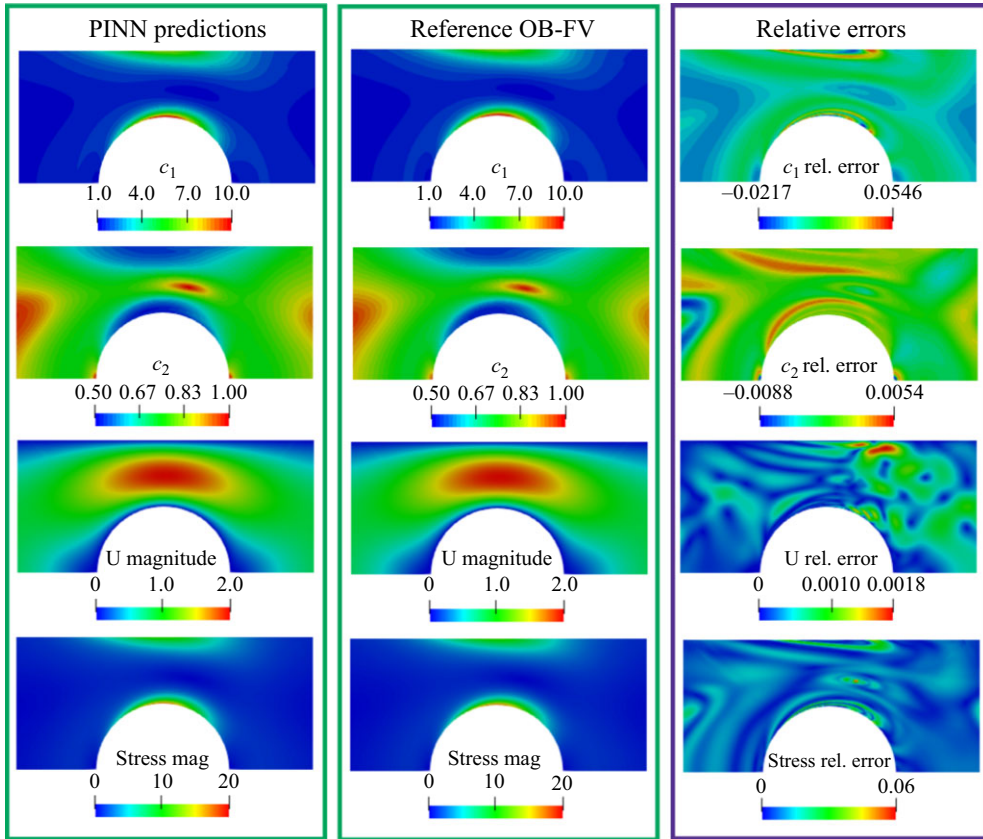 PINN predictions Reference OB-FV Relative errors
c₁ c₁ c₁ rel. error
1.0 4.0 7.0 10.0 1.0 4.0 7.0 10.0 –0.0217 0.0546
c₂ c₂ c₂ rel. error
0.50 0.67 0.83 1.00 0.50 0.67 0.83 1.00 –0.0088 0.0054
U magnitude U magnitude U rel. error
0 1.0 2.0 0 1.0 2.0 0 0.0010 0.0018
Stress mag Stress mag Stress rel. error
0 10 20 0 10 20 0 0.06